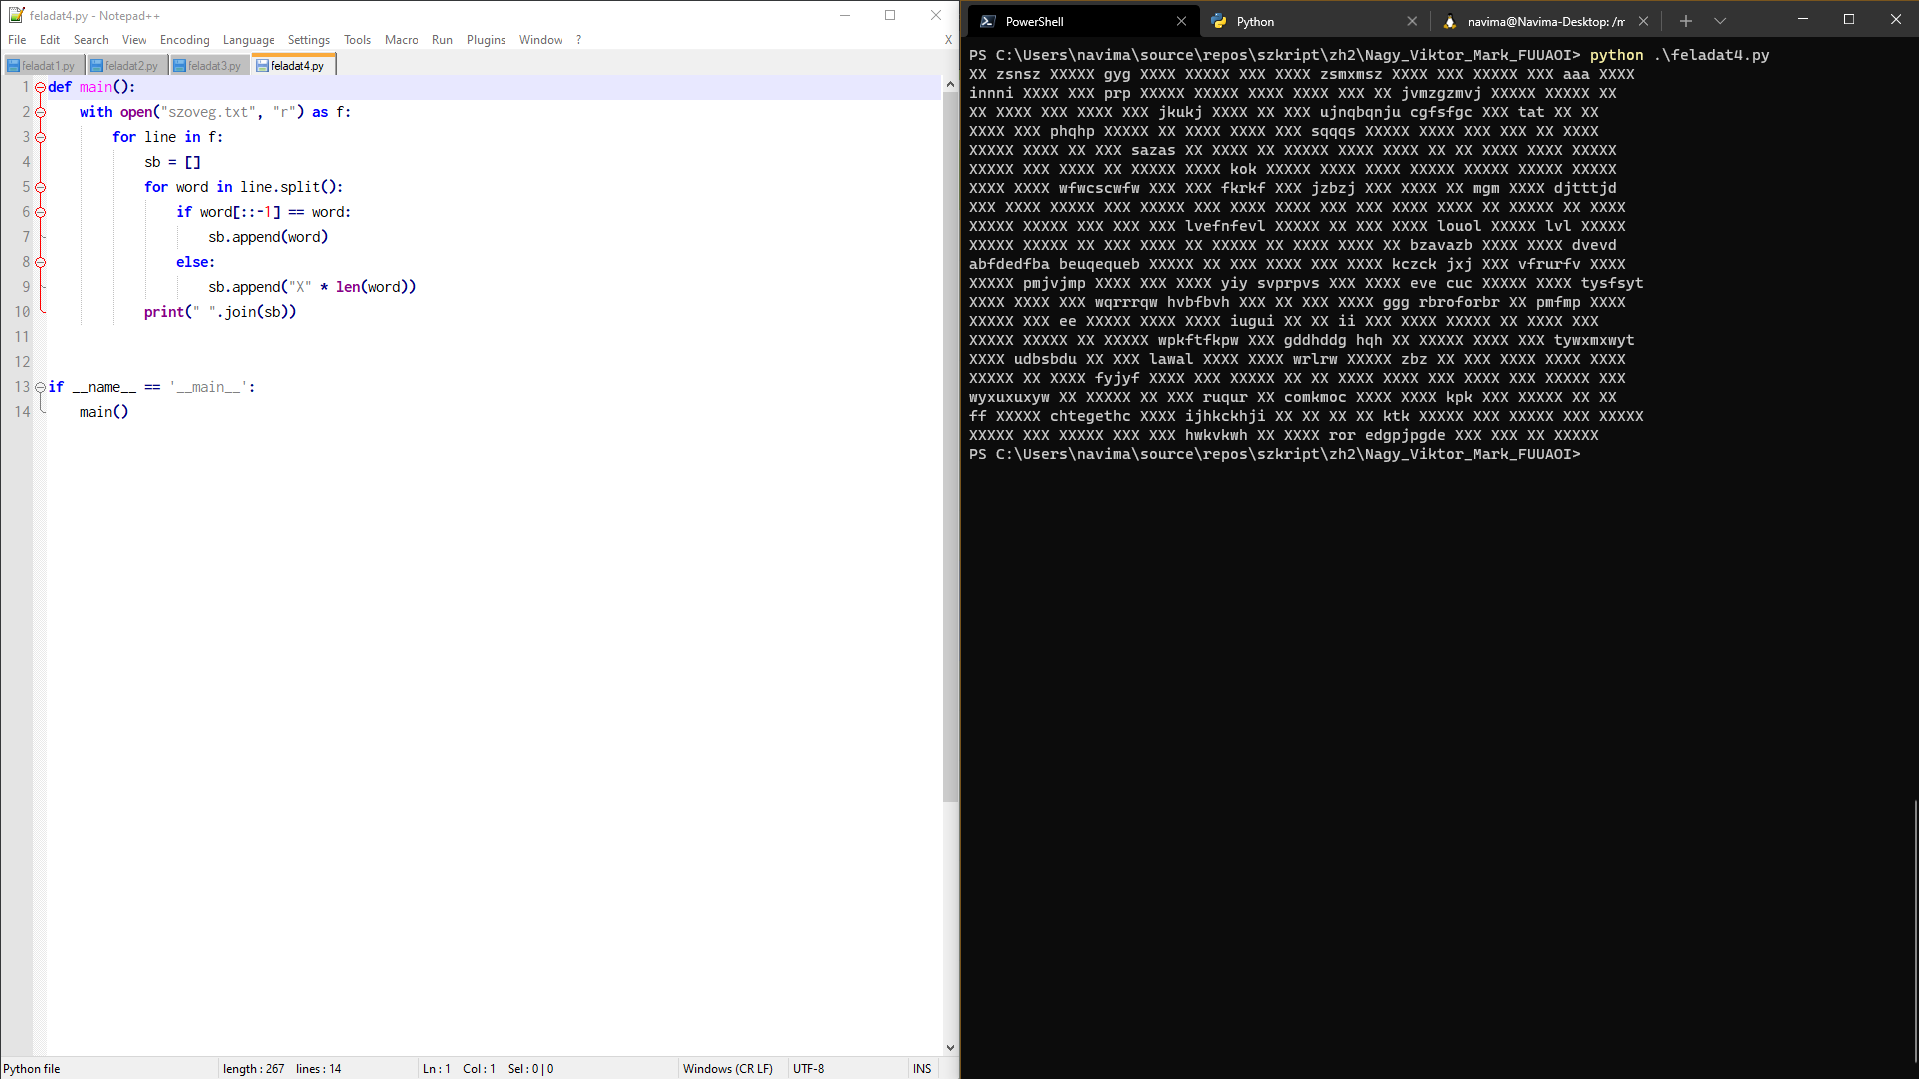 feladat4.py - Notepad++
File Edit Search View Encoding Language Settings Tools Macro Run Plugins Window ? X
feladat1.py feladat2.py feladat3.py feladat4.py
1 def main():
2 with open("szoveg.txt", "r") as f:
3 for line in f:
4 sb = []
5 for word in line.split():
6 if word[::-1] == word:
7 sb.append(word)
8 else:
9 sb.append("X" * len(word))
10 print(" ".join(sb))
11
12
13 if __name__ == '__main__':
14 main()
Python file length : 267 lines : 14 Ln : 1 Col : 1 Sel : 0 | 0 Windows (CR LF) UTF-8 INS
PowerShell Python navima@Navima-Desktop: /m
PS C:\Users\navima\source\repos\szkript\zh2\Nagy_Viktor_Mark_FUUAOI> python .\feladat4.py
XX zsnsz XXXXX gyg XXXX XXXXX XXX XXXX zsmxmsz XXXX XXX XXXXX XXX aaa XXXX
innni XXXX XXX prp XXXXX XXXXX XXXX XXXX XXX XX jvmzgzmvj XXXXX XXXXX XX
XX XXXX XXX XXXX XXX jkukj XXXX XX XXX ujnqbqnju cgfsfgc XXX tat XX XX
XXXX XXX phqhp XXXXX XX XXXX XXXX XXX sqqqs XXXXX XXXX XXX XXX XX XXXX
XXXXX XXXX XX XXX sazas XX XXXX XX XXXXX XXXX XXXX XX XX XXXX XXXX XXXXX
XXXXX XXX XXXX XX XXXXX XXXX kok XXXXX XXXX XXXX XXXXX XXXXX XXXXX XXXXX
XXXX XXXX wfwcscwfw XXX XXX fkrkf XXX jzbzj XXX XXXX XX mgm XXXX djtttjd
XXX XXXX XXXXX XXX XXXXX XXX XXXX XXXX XXX XXX XXXX XXXX XX XXXXX XX XXXX
XXXXX XXXXX XXX XXX XXX lvefnfevl XXXXX XX XXX XXXX louol XXXXX lvl XXXXX
XXXXX XXXXX XX XXX XXXX XX XXXXX XX XXXX XXXX XX bzavazb XXXX XXXX dvevd
abfdedfba beuqequeb XXXXX XX XXX XXXX XXX XXXX kczck jxj XXX vfrurfv XXXX
XXXXX pmjvjmp XXXX XXX XXXX yiy svprpvs XXX XXXX eve cuc XXXXX XXXX tysfsyt
XXXX XXXX XXX wqrrrqw hvbfbvh XXX XX XXX XXXX ggg rbroforbr XX pmfmp XXXX
XXXXX XXX ee XXXXX XXXX XXXX iugui XX XX ii XXX XXXX XXXXX XX XXXX XXX
XXXXX XXXXX XX XXXXX wpkftfkpw XXX gddhddg hqh XX XXXXX XXXX XXX tywxmxwyt
XXXX udbsbdu XX XXX lawal XXXX XXXX wrlrw XXXXX zbz XX XXX XXXX XXXX XXXX
XXXXX XX XXXX fyjyf XXXX XXX XXXXX XX XX XXXX XXXX XXX XXXX XXX XXXXX XXX
wyxuxuxyw XX XXXXX XX XXX ruqur XX comkmoc XXXX XXXX kpk XXX XXXXX XX XX
ff XXXXX chtegethc XXXX ijhkckhji XX XX XX XX ktk XXXXX XXX XXXXX XXX XXXXX
XXXXX XXX XXXXX XXX XXX hwkvkwh XX XXXX ror edgpjpgde XXX XXX XX XXXXX
PS C:\Users\navima\source\repos\szkript\zh2\Nagy_Viktor_Mark_FUUAOI>